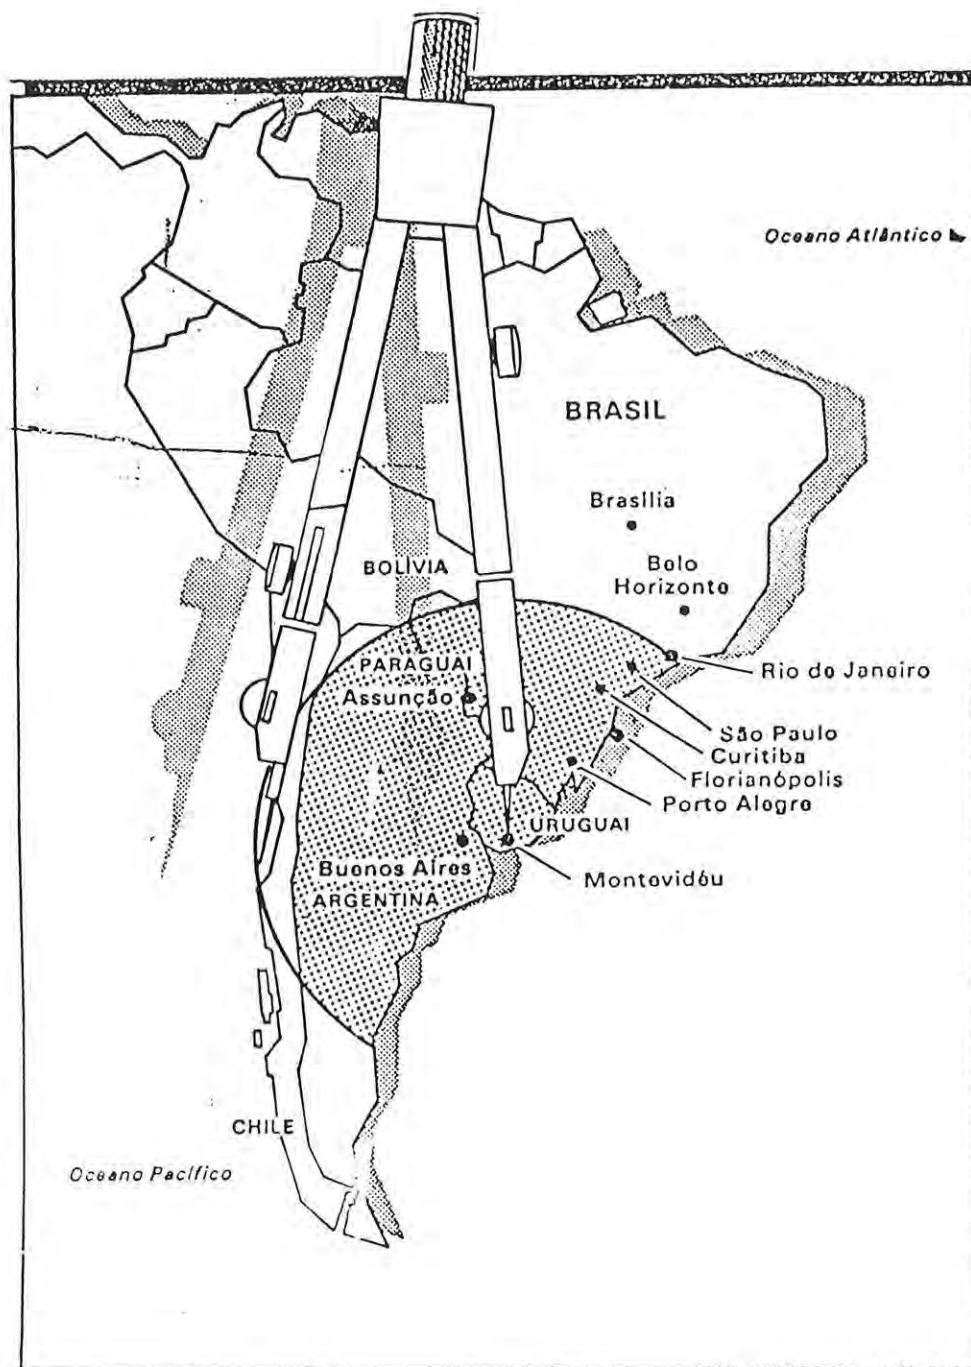 Oceano Atlântico
BRASIL
Brasília
Belo
Horizonte
BOLÍVIA
PARAGUAI
Assunção
Rio de Janeiro
São Paulo
Curitiba
Florianópolis
Porto Alegre
URUGUAI
Buenos Aires
Montevidéu
ARGENTINA
CHILE
Oceano Pacífico